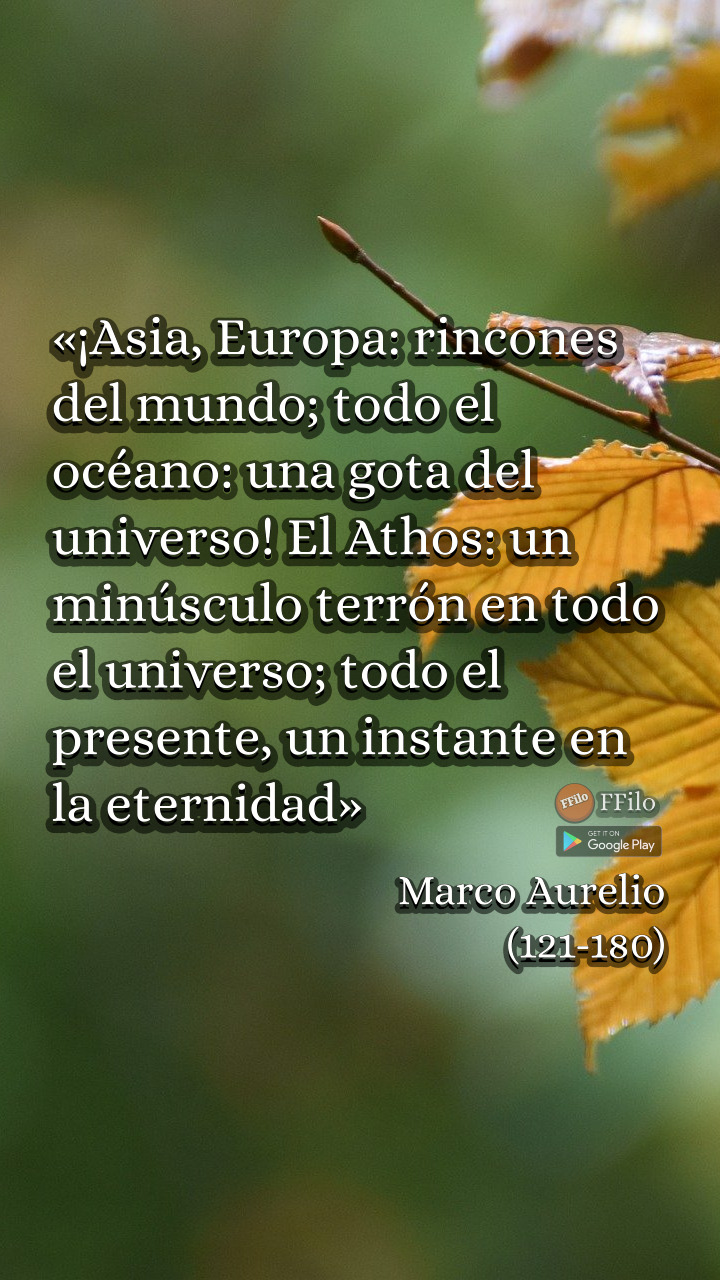 «¡Asia, Europa: rincones
del mundo; todo el
océano: una gota del
universo! El Athos: un
minúsculo terrón en todo
el universo; todo el
presente, un instante en
la eternidad»
FFilo FFilo
GET IT ON
Google Play
Marco Aurelio
(121-180)